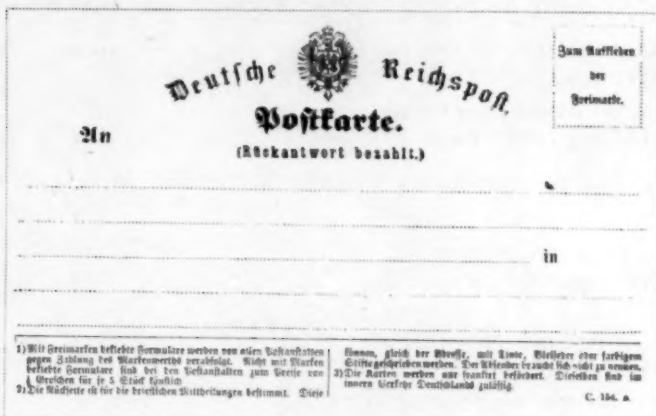 Deutsche Reichspost.
Zum Aufkleben
der
Freimarke.
Postkarte.
(Rückantwort bezahlt.)
An
in
1) Mit Freimarken beklebte Formulare werden von allen Postanstalten
gegen Zahlung des Markenwerths verabfolgt. Nicht mit Marken
beklebte Formulare sind bei den Postanstalten zum Preise von
Groschen für je 5 Stück käuflich
2) Die Rückseite ist für die brieflichen Mittheilungen bestimmt. Diese
können, gleich der Adresse, mit Tinte, Bleifeder oder farbigem
Stifte geschrieben werden. Der Absender braucht sich nicht zu nennen.
3) Die Karten werden nur frankirt befördert. Dieselben sind im
innern Verkehr Deutschlands zulässig.
C. 154. a.